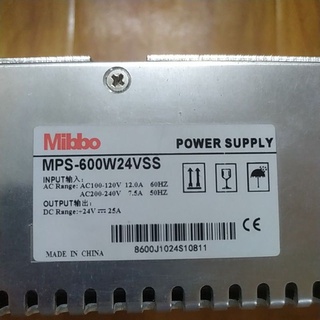 Mibbo
POWER SUPPLY
MPS-600W24VSS
INPUT输入:
AC Range: AC100-120V 12.0A 60HZ
AC200-240V 7.5A 50HZ
OUTPUT输出:
DC Range: +24V ⎓ 25A
MADE IN CHINA
8600J1024S10811